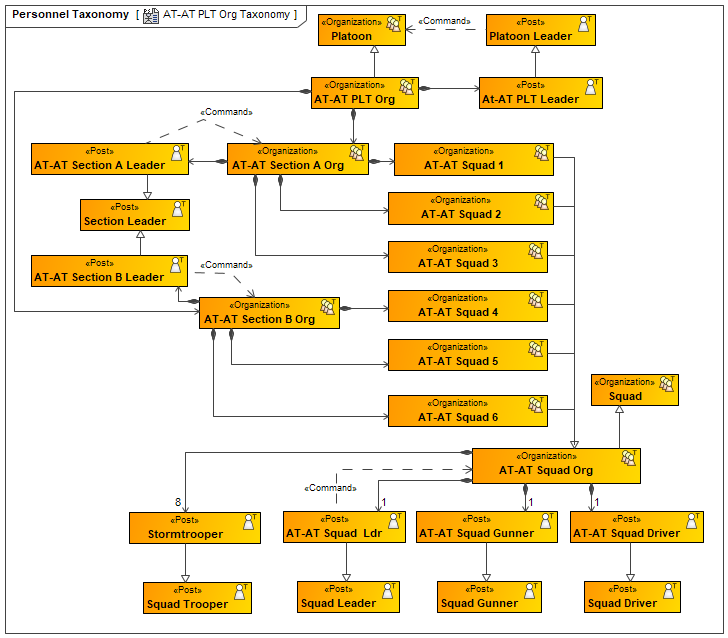 Personnel Taxonomy [ AT-AT PLT Org Taxonomy ]
«Organization»
Platoon
«Command»
«Post»
Platoon Leader
«Organization»
AT-AT PLT Org
«Post»
At-AT PLT Leader
«Command»
«Post»
AT-AT Section A Leader
«Organization»
AT-AT Section A Org
«Organization»
AT-AT Squad 1
«Post»
Section Leader
«Organization»
AT-AT Squad 2
«Organization»
AT-AT Squad 3
«Post»
AT-AT Section B Leader
«Command»
«Organization»
AT-AT Section B Org
«Organization»
AT-AT Squad 4
«Organization»
AT-AT Squad 5
«Organization»
Squad
«Organization»
AT-AT Squad 6
«Organization»
AT-AT Squad Org
«Command»
8
1
1
1
«Post»
Stormtrooper
«Post»
AT-AT Squad Ldr
«Post»
AT-AT Squad Gunner
«Post»
AT-AT Squad Driver
«Post»
Squad Trooper
«Post»
Squad Leader
«Post»
Squad Gunner
«Post»
Squad Driver